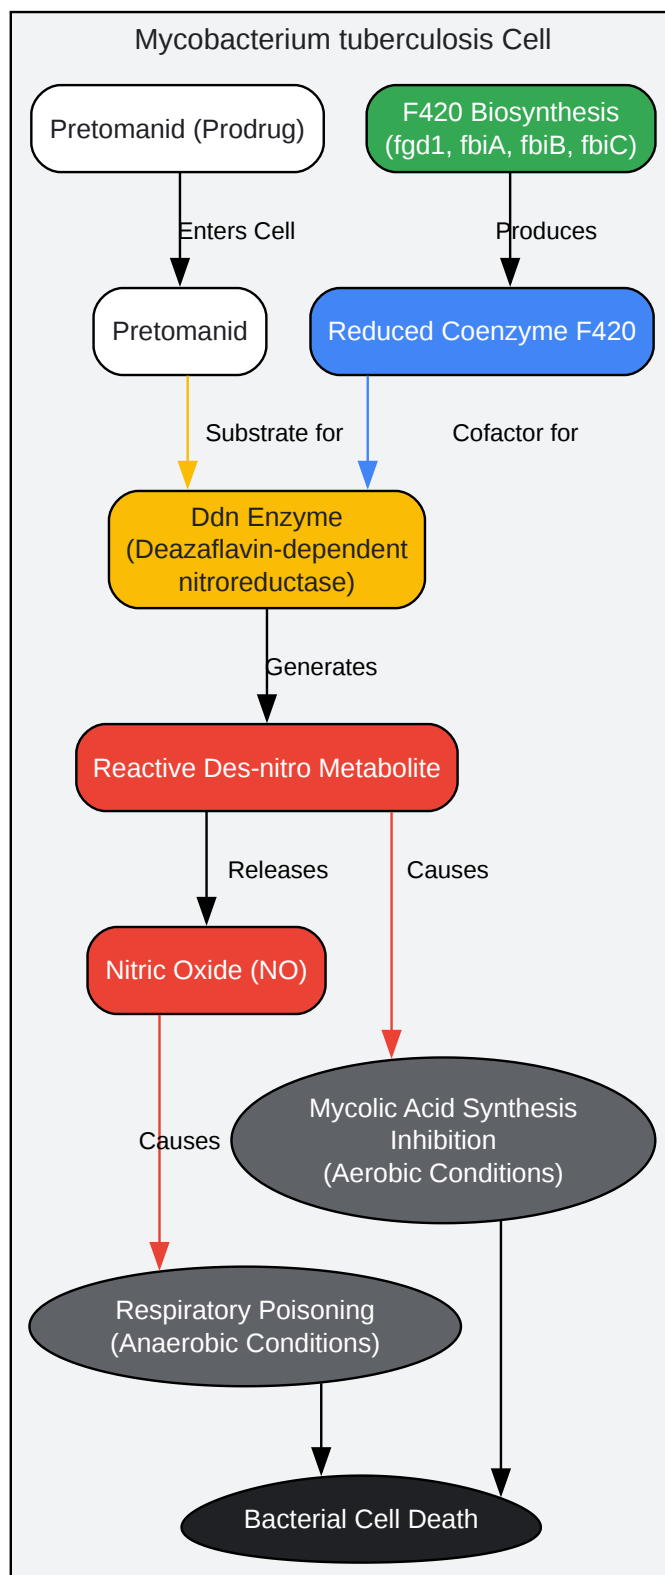 Mycobacterium tuberculosis Cell
Pretomanid (Prodrug)
F420 Biosynthesis
(fgd1, fbiA, fbiB, fbiC)
Enters Cell
Produces
Pretomanid
Reduced Coenzyme F420
Substrate for
Cofactor for
Ddn Enzyme
(Deazaflavin-dependent
nitroreductase)
Generates
Reactive Des-nitro Metabolite
Releases
Causes
Nitric Oxide (NO)
Mycolic Acid Synthesis
Inhibition
(Aerobic Conditions)
Causes
Respiratory Poisoning
(Anaerobic Conditions)
Bacterial Cell Death